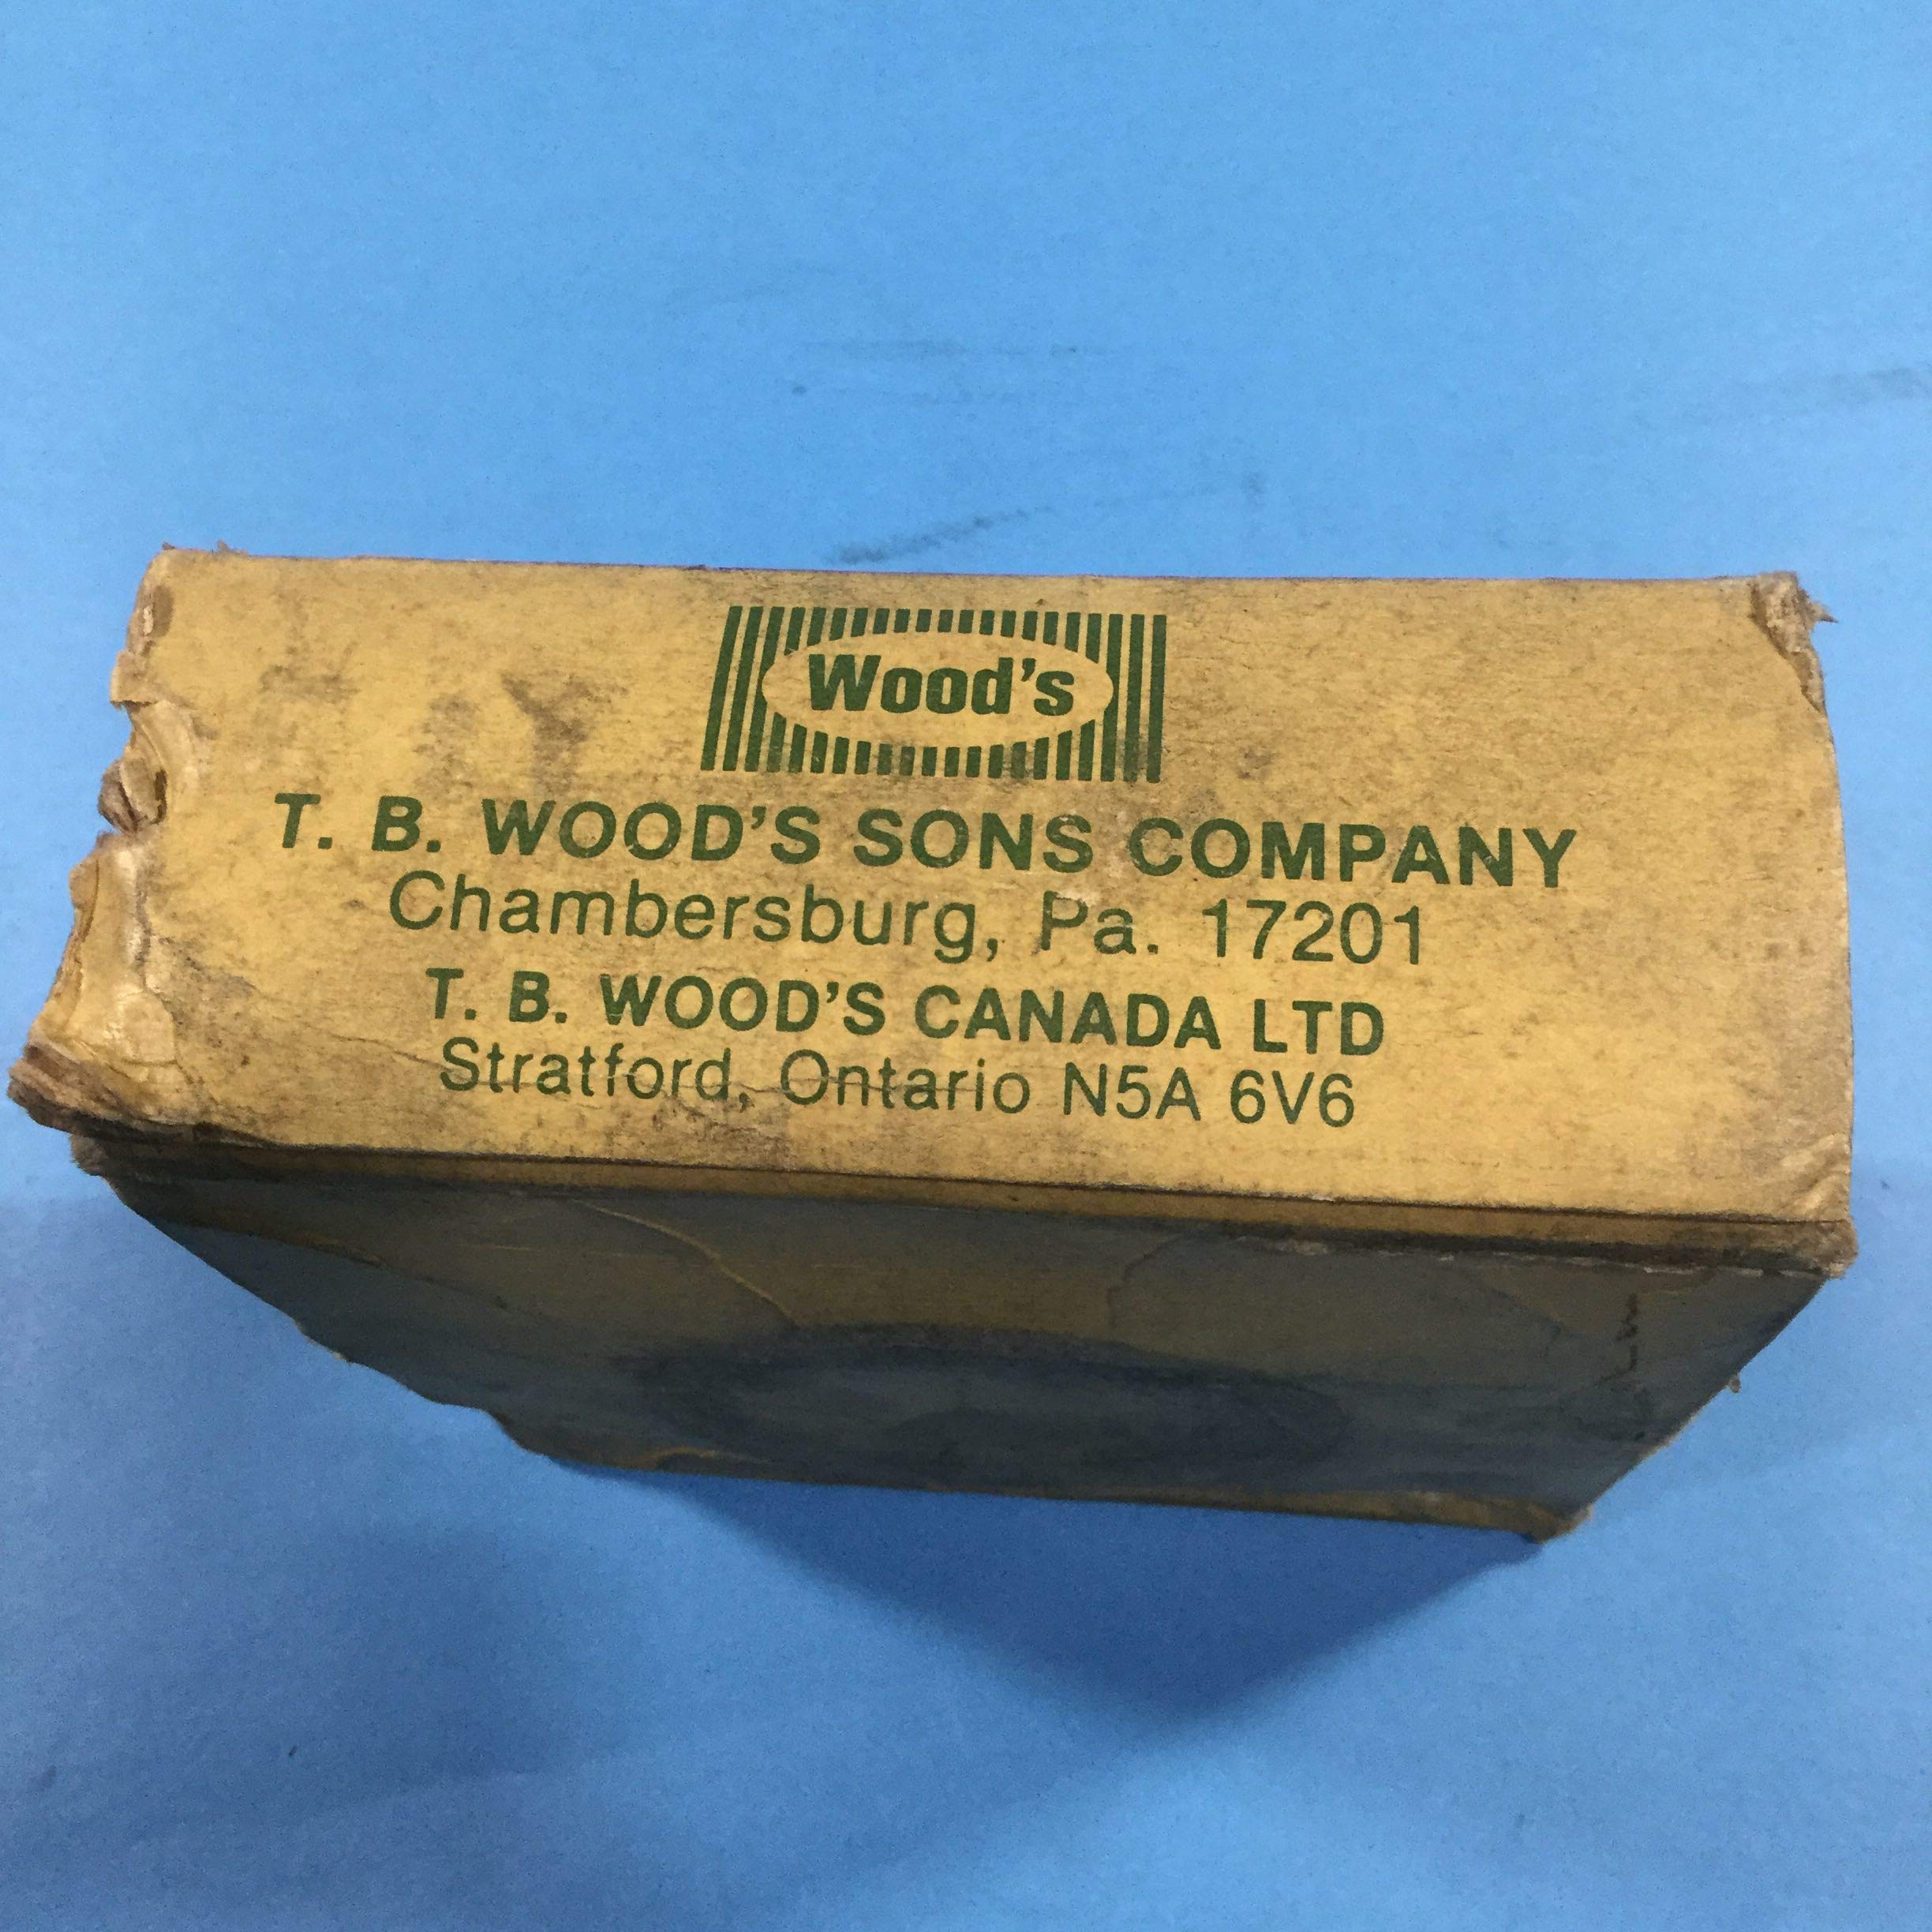 Wood's
T. B. WOOD'S SONS COMPANY
Chambersburg, Pa. 17201
T. B. WOOD'S CANADA LTD
Stratford, Ontario N5A 6V6